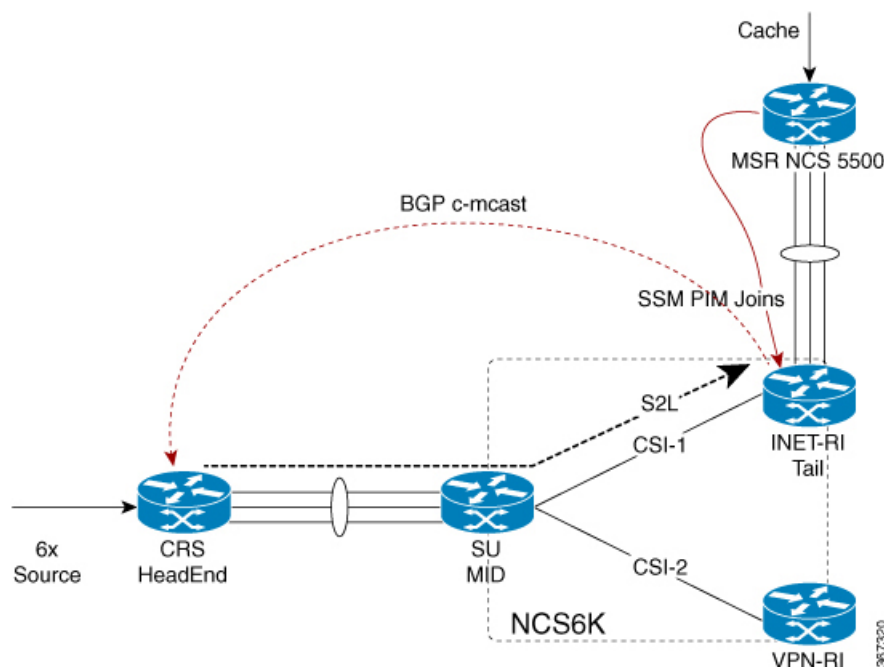 Cache
MSR NCS 5500
BGP c-mcast
SSM PIM Joins
S2L
CSI-1
INET-RI
Tail
6x
Source
CRS
HeadEnd
SU
MID
CSI-2
NCS6K
VPN-RI
367320